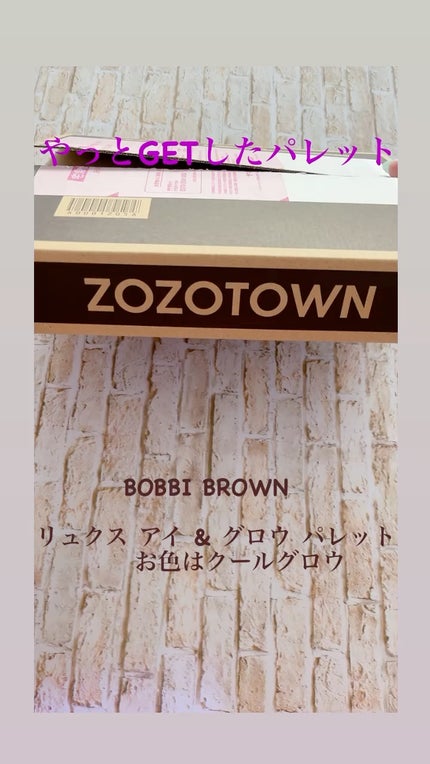 やっとGETしたパレット
ZOZOTOWN
BOBBI BROWN
リュクス アイ & グロウ パレット
お色はクールグロウ